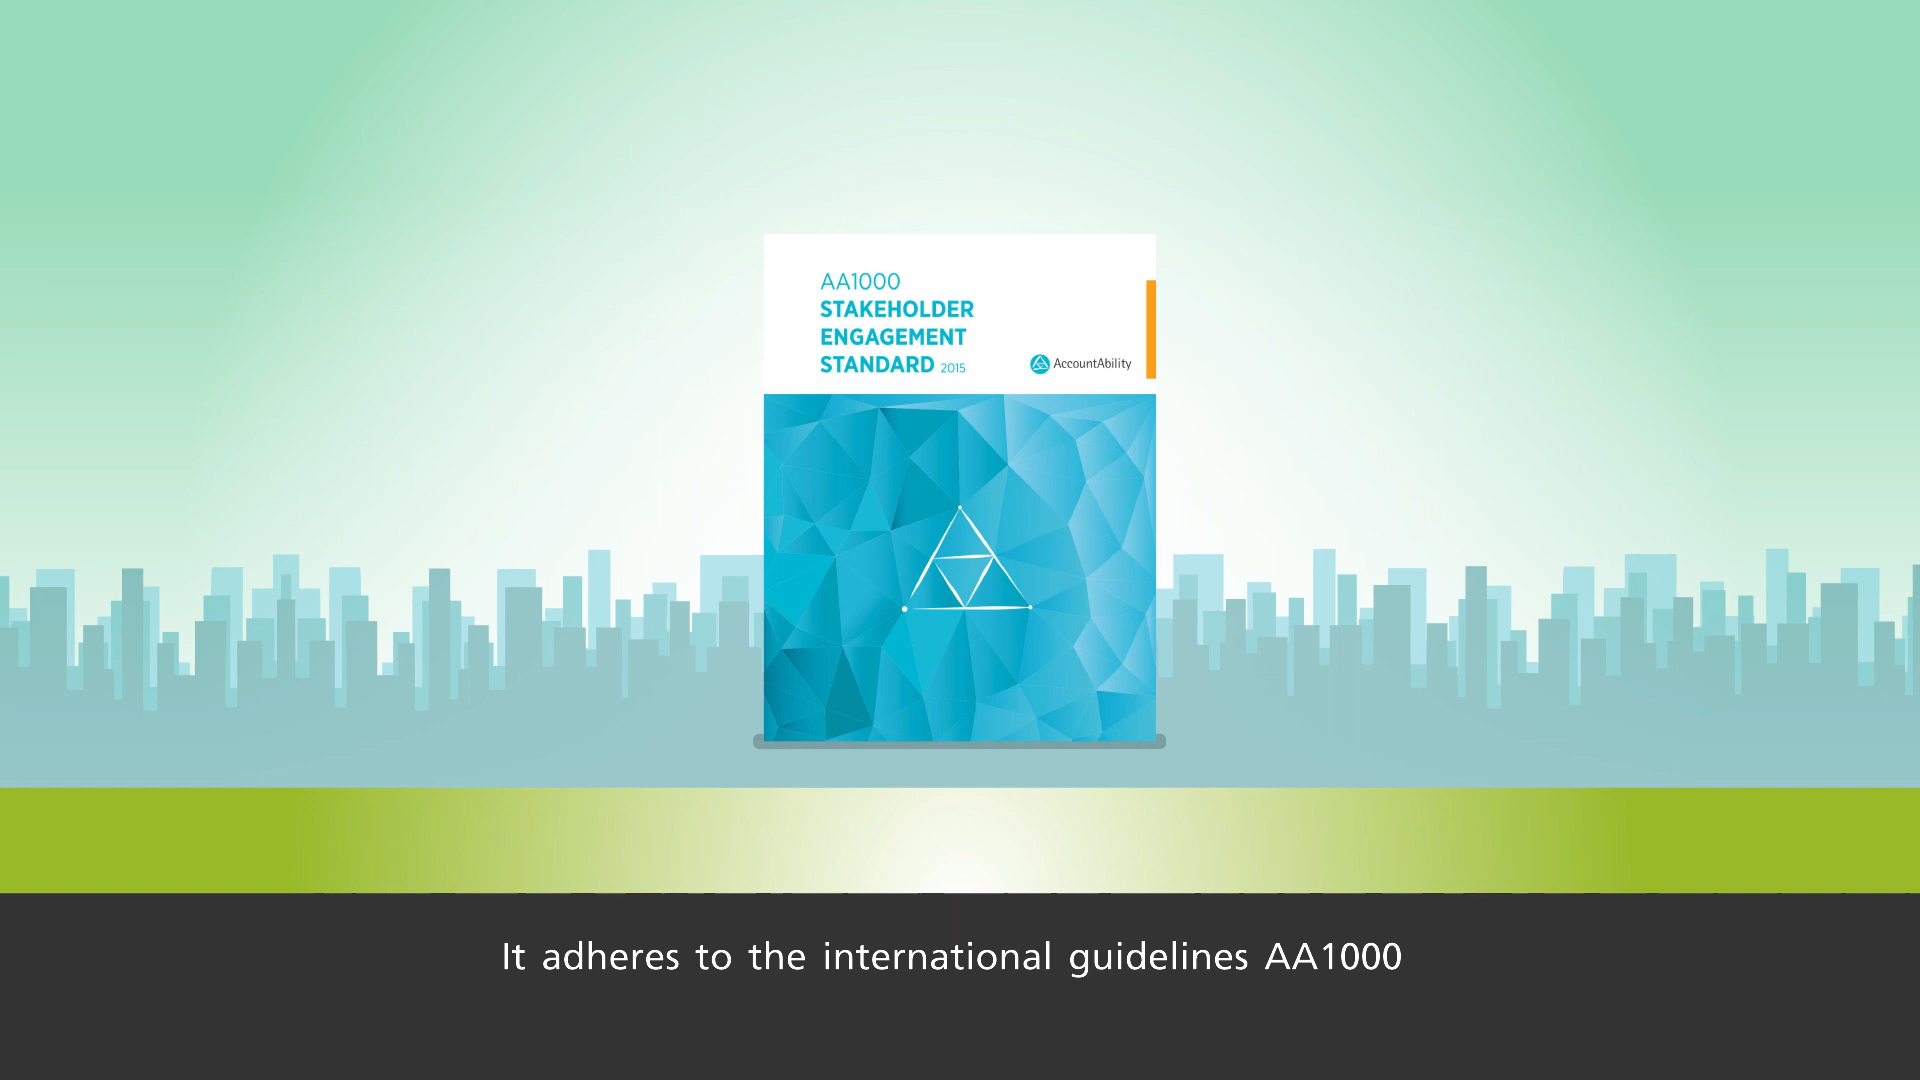 AA1000
STAKEHOLDER
ENGAGEMENT
STANDARD 2015
AccountAbility
It adheres to the international guidelines AA1000